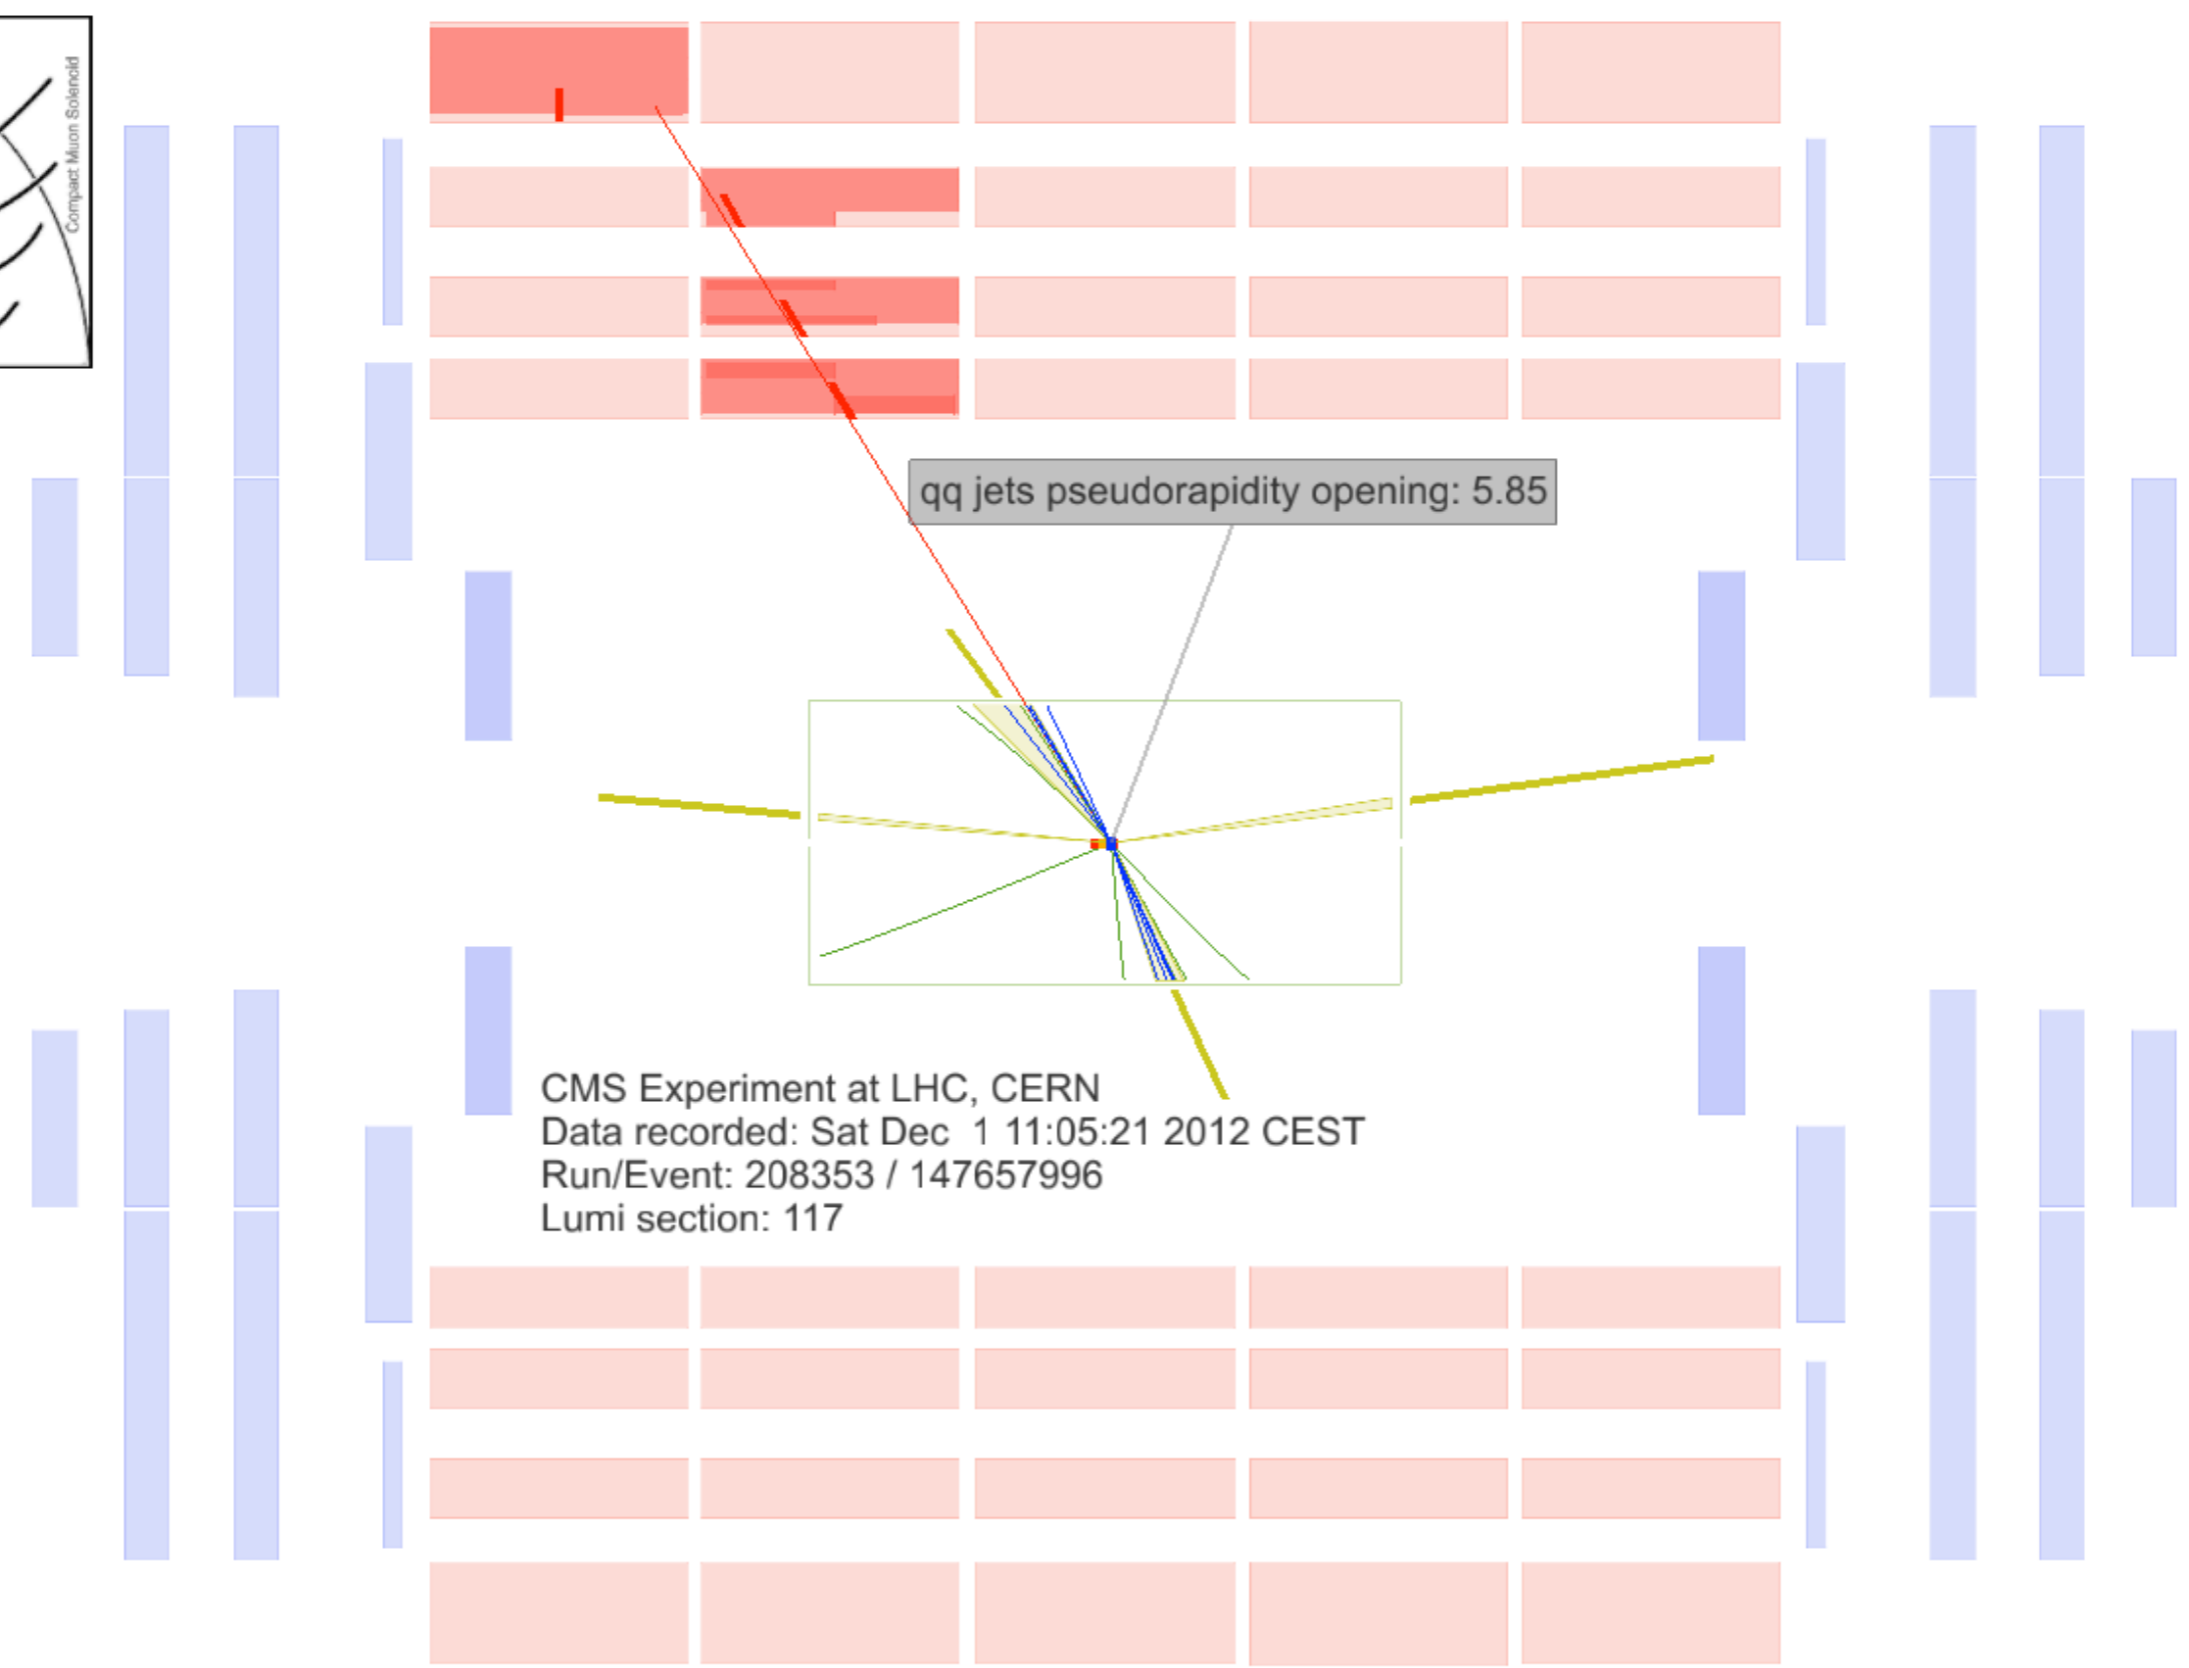 Compact Muon Solenoid
qq jets pseudorapidity opening: 5.85
CMS Experiment at LHC, CERN
Data recorded: Sat Dec  1 11:05:21 2012 CEST
Run/Event: 208353 / 147657996
Lumi section: 117